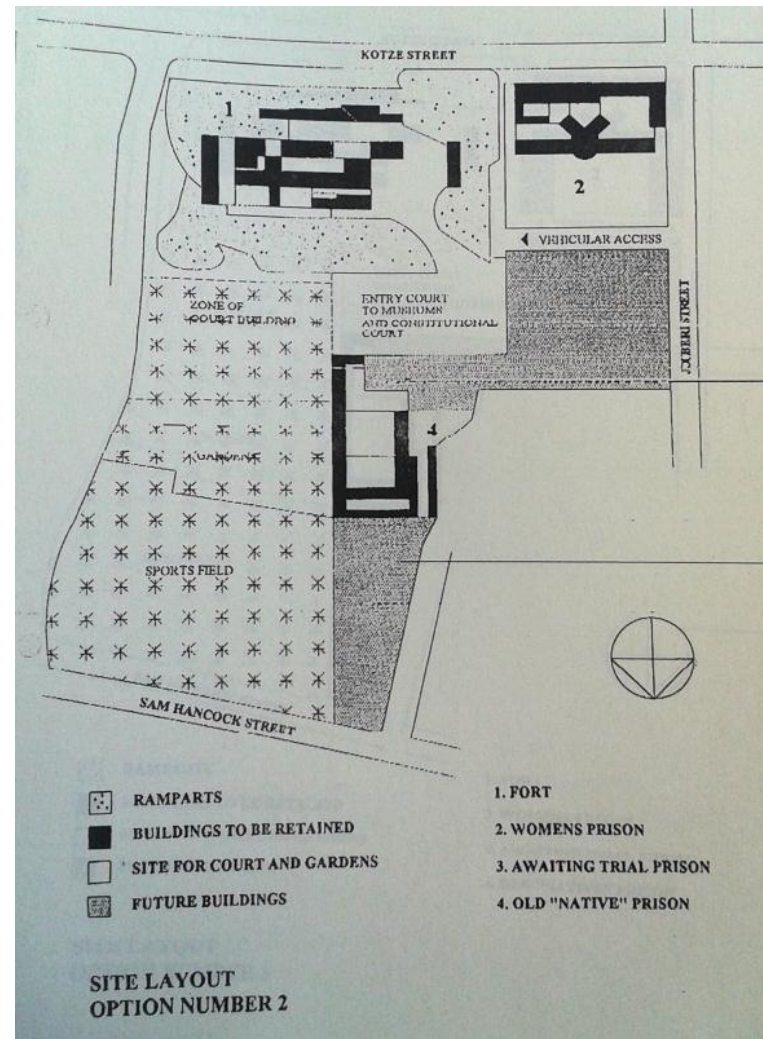 KOTZE STREET
1
2
VEHICULAR ACCESS
JOUBERT STREET
ZONE OF
COURT BUILDING
ENTRY COURT
TO MUSEUMS
AND CONSTITUTIONAL
COURT
4
GARDENS
SPORTS FIELD
SAM HANCOCK STREET
RAMPARTS
BUILDINGS TO BE RETAINED
SITE FOR COURT AND GARDENS
FUTURE BUILDINGS
1. FORT
2. WOMENS PRISON
3. AWAITING TRIAL PRISON
4. OLD "NATIVE" PRISON
SITE LAYOUT
OPTION NUMBER 2